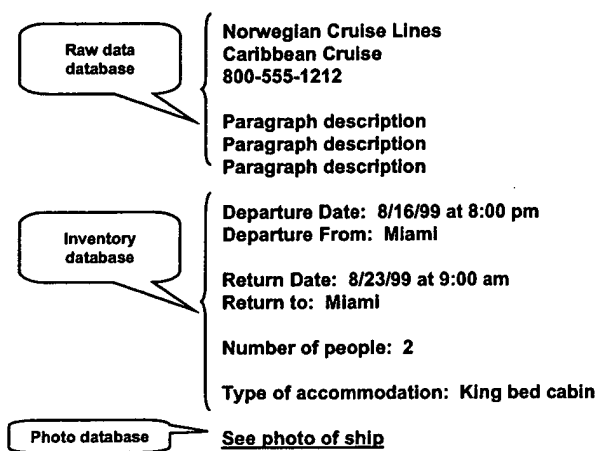 Raw data
database
Norwegian Cruise Lines
Caribbean Cruise
800-555-1212
Paragraph description
Paragraph description
Paragraph description
Inventory
database
Departure Date: 8/16/99 at 8:00 pm
Departure From: Miami
Return Date: 8/23/99 at 9:00 am
Return to: Miami
Number of people: 2
Type of accommodation: King bed cabin
Photo database
See photo of ship